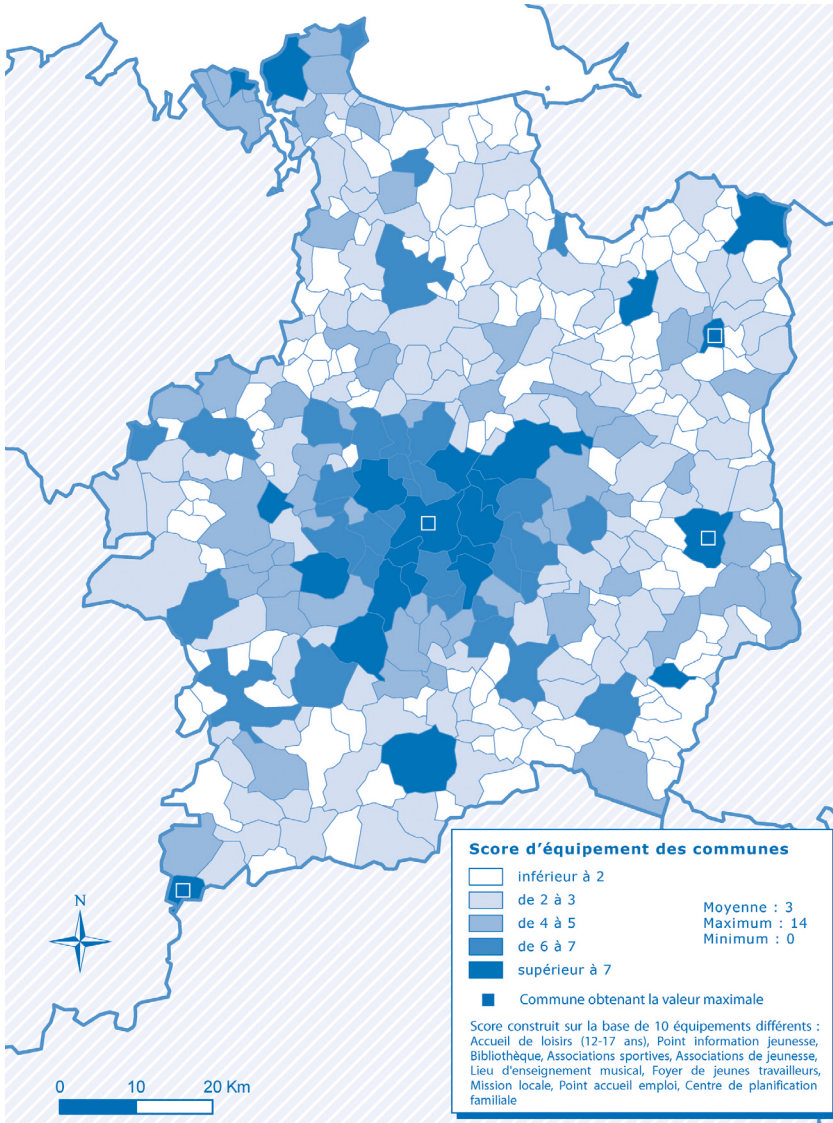 Score d'équipement des communes
inférieur à 2
de 2 à 3
de 4 à 5
de 6 à 7
supérieur à 7
Moyenne : 3
Maximum : 14
Minimum : 0
Commune obtenant la valeur maximale
Score construit sur la base de 10 équipements différents :
Accueil de loisirs (12-17 ans), Point information jeunesse,
Bibliothèque, Associations sportives, Associations de jeunesse,
Lieu d'enseignement musical, Foyer de jeunes travailleurs,
Mission locale, Point accueil emploi, Centre de planification
familiale
N
0 10 20 Km